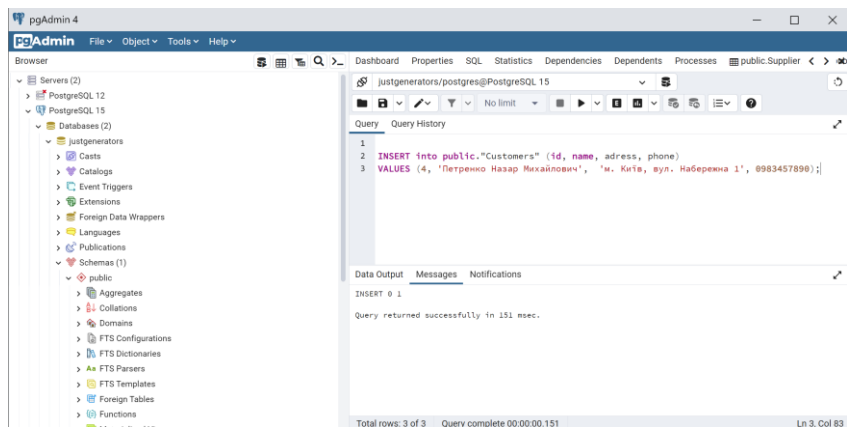 pgAdmin 4
pgAdmin File Object Tools Help
Browser
Dashboard Properties SQL Statistics Dependencies Dependents Processes public.Supplier
Servers (2)
PostgreSQL 12
PostgreSQL 15
Databases (2)
justgenerators
Casts
Catalogs
Event Triggers
Extensions
Foreign Data Wrappers
Languages
Publications
Schemas (1)
public
Aggregates
Collations
Domains
FTS Configurations
FTS Dictionaries
FTS Parsers
FTS Templates
Foreign Tables
Functions
justgenerators/postgres@PostgreSQL 15
No limit
Query Query History
1
2 INSERT into public."Customers" (id, name, adress, phone)
3 VALUES (4, 'Петренко Назар Михайлович', 'м. Київ, вул. Набережна 1', 0983457890);
Data Output Messages Notifications
INSERT 0 1
Query returned successfully in 151 msec.
Total rows: 3 of 3 Query complete 00:00:00.151 Ln 3, Col 83